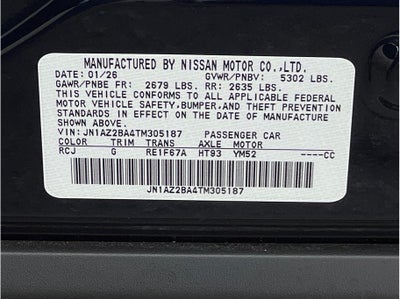 MANUFACTURED BY NISSAN MOTOR CO.,LTD.
DATE: 01/26 GVWR/PNBV: 5302 LBS.
GAWR/PNBE FR: 2679 LBS. RR: 2635 LBS.
THIS VEHICLE CONFORMS TO ALL APPLICABLE FEDERAL
MOTOR VEHICLE SAFETY,BUMPER,AND THEFT PREVENTION
STANDARDS IN EFFECT ON THE DATE OF MANUFACTURE
SHOWN ABOVE.
VIN: JN1AZ2BA4TM305187 PASSENGER CAR
COLOR TRIM TRANS AXLE MOTOR
RCJ G RE1F67A HT93 YM52 ----CC
JN1AZ2BA4TM305187